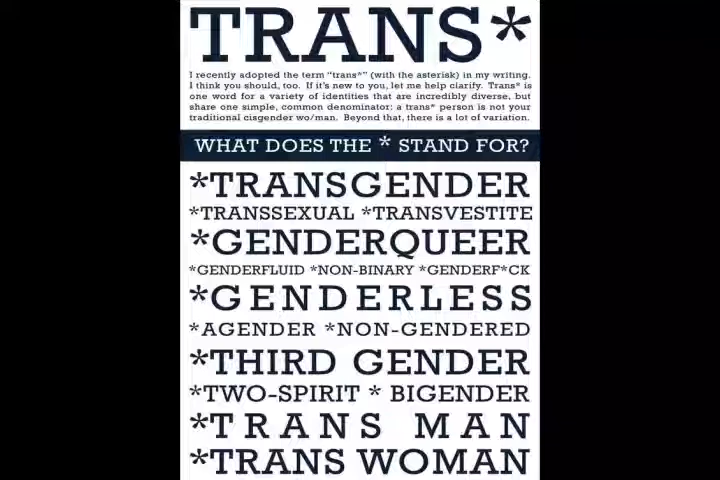 TRANS*
I recently adopted the term "trans*" (with the asterisk) in my writing.
I think you should, too. If it's new to you, let me help clarify. Trans* is
one word for a variety of identities that are incredibly diverse, but
share one simple, common denominator: a trans* person is not your
traditional cisgender wo/man. Beyond that, there is a lot of variation.
WHAT DOES THE * STAND FOR?
*TRANSGENDER
*TRANSSEXUAL *TRANSVESTITE
*GENDERQUEER
*GENDERFLUID *NON-BINARY *GENDERF*CK
*GENDERLESS
*AGENDER *NON-GENDERED
*THIRD GENDER
*TWO-SPIRIT * BIGENDER
*TRANS MAN
*TRANS WOMAN